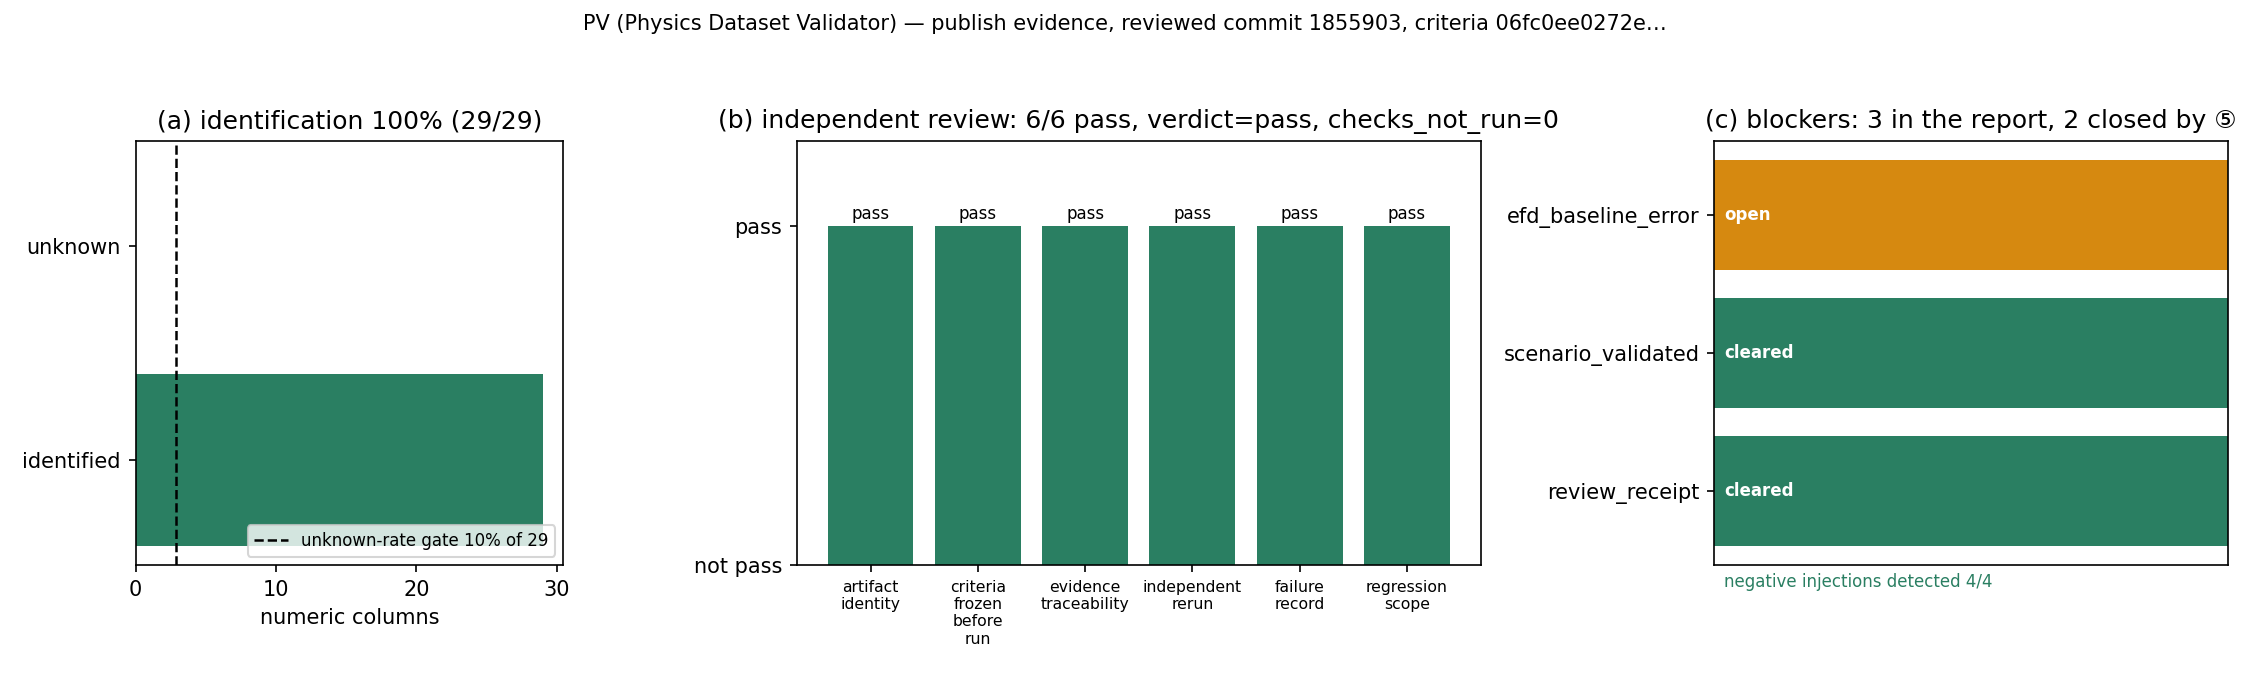 PV (Physics Dataset Validator) — publish evidence, reviewed commit 1855903, criteria 06fc0ee0272e…
(a) identification 100% (29/29)
unknown
identified
unknown-rate gate 10% of 29
0
10
20
30
numeric columns
(b) independent review: 6/6 pass, verdict=pass, checks_not_run=0
pass
not pass
pass
pass
pass
pass
pass
pass
artifact
identity
criteria
frozen
before
run
evidence
traceability
independent
rerun
failure
record
regression
scope
(c) blockers: 3 in the report, 2 closed by ⑤
efd_baseline_error
open
scenario_validated
cleared
review_receipt
cleared
negative injections detected 4/4